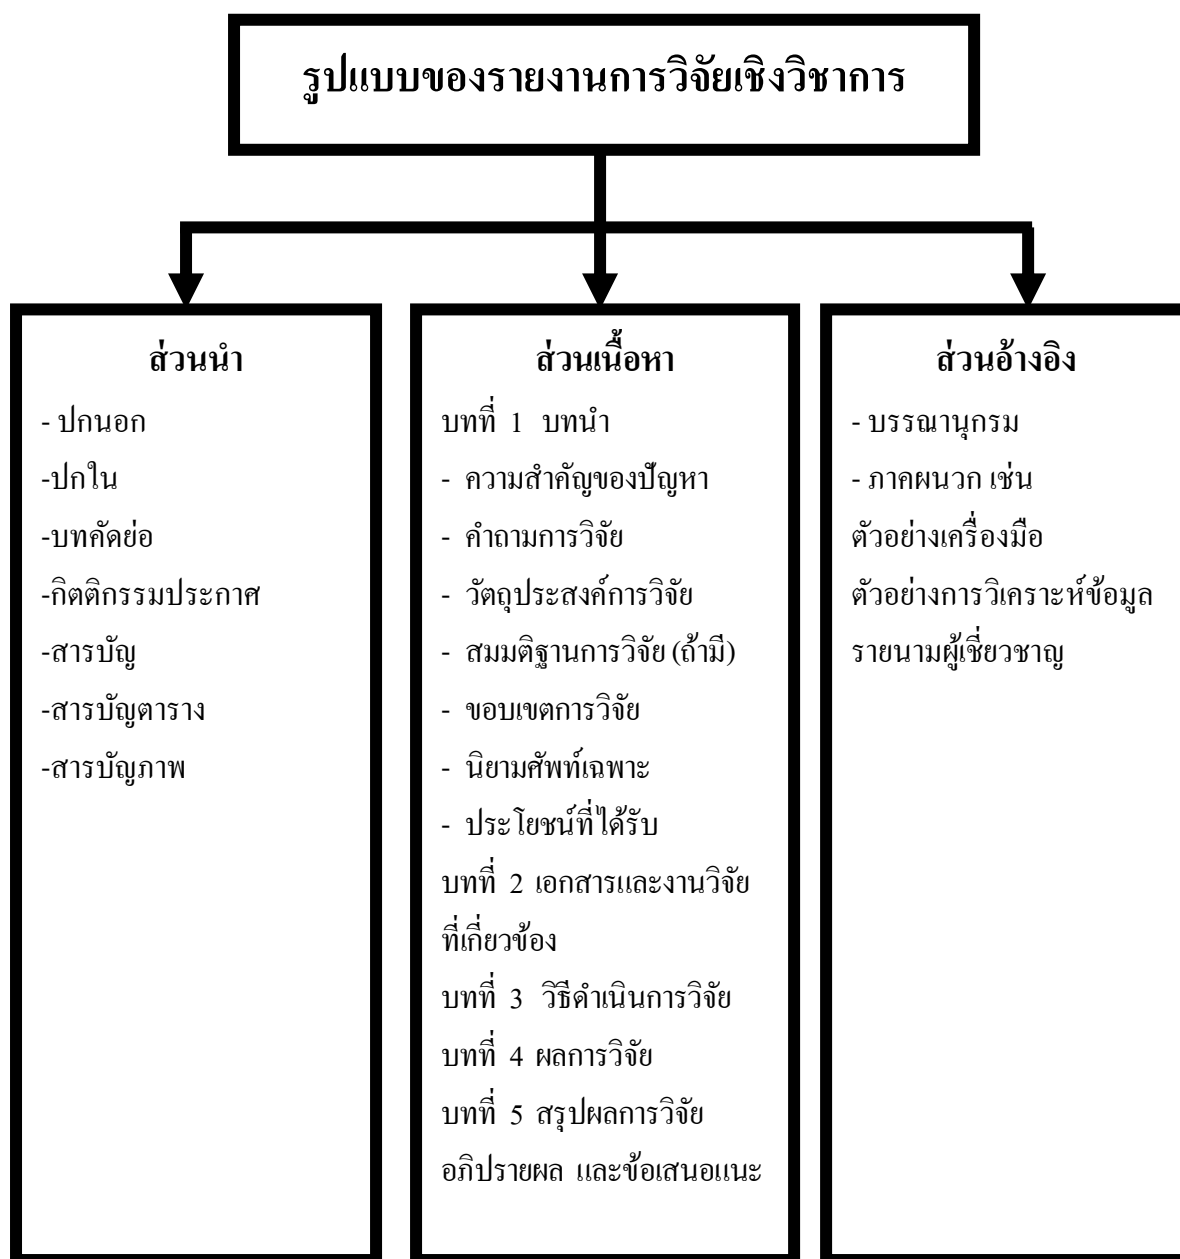 รูปแบบของรายงานการวิจัยเชิงวิชาการ
ส่วนนำ
- ปกนอก
-ปกใน
-บทคัดย่อ
-กิตติกรรมประกาศ
-สารบัญ
-สารบัญตาราง
-สารบัญภาพ
ส่วนเนื้อหา
บทที่ 1 บทนำ
- ความสำคัญของปัญหา
- คำถามการวิจัย
- วัตถุประสงค์การวิจัย
- สมมติฐานการวิจัย (ถ้ามี)
- ขอบเขตการวิจัย
- นิยามศัพท์เฉพาะ
- ประโยชน์ที่ได้รับ
บทที่ 2 เอกสารและงานวิจัย
ที่เกี่ยวข้อง
บทที่ 3 วิธีดำเนินการวิจัย
บทที่ 4 ผลการวิจัย
บทที่ 5 สรุปผลการวิจัย
อภิปรายผล และข้อเสนอแนะ
ส่วนอ้างอิง
- บรรณานุกรม
- ภาคผนวก เช่น
ตัวอย่างเครื่องมือ
ตัวอย่างการวิเคราะห์ข้อมูล
รายนามผู้เชี่ยวชาญ